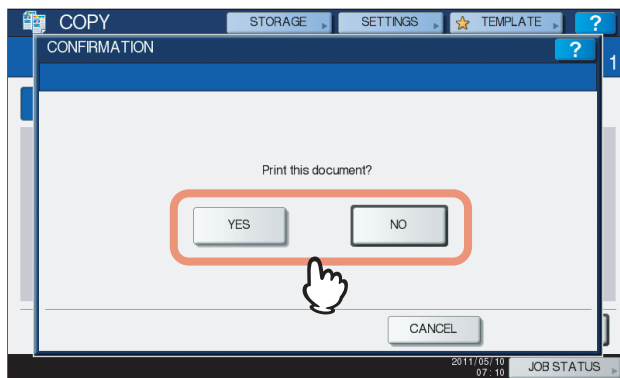 COPY STORAGE SETTINGS TEMPLATE ?
CONFIRMATION ?
1
Print this document?
YES NO
CANCEL
2011/05/10
07:10 JOB STATUS